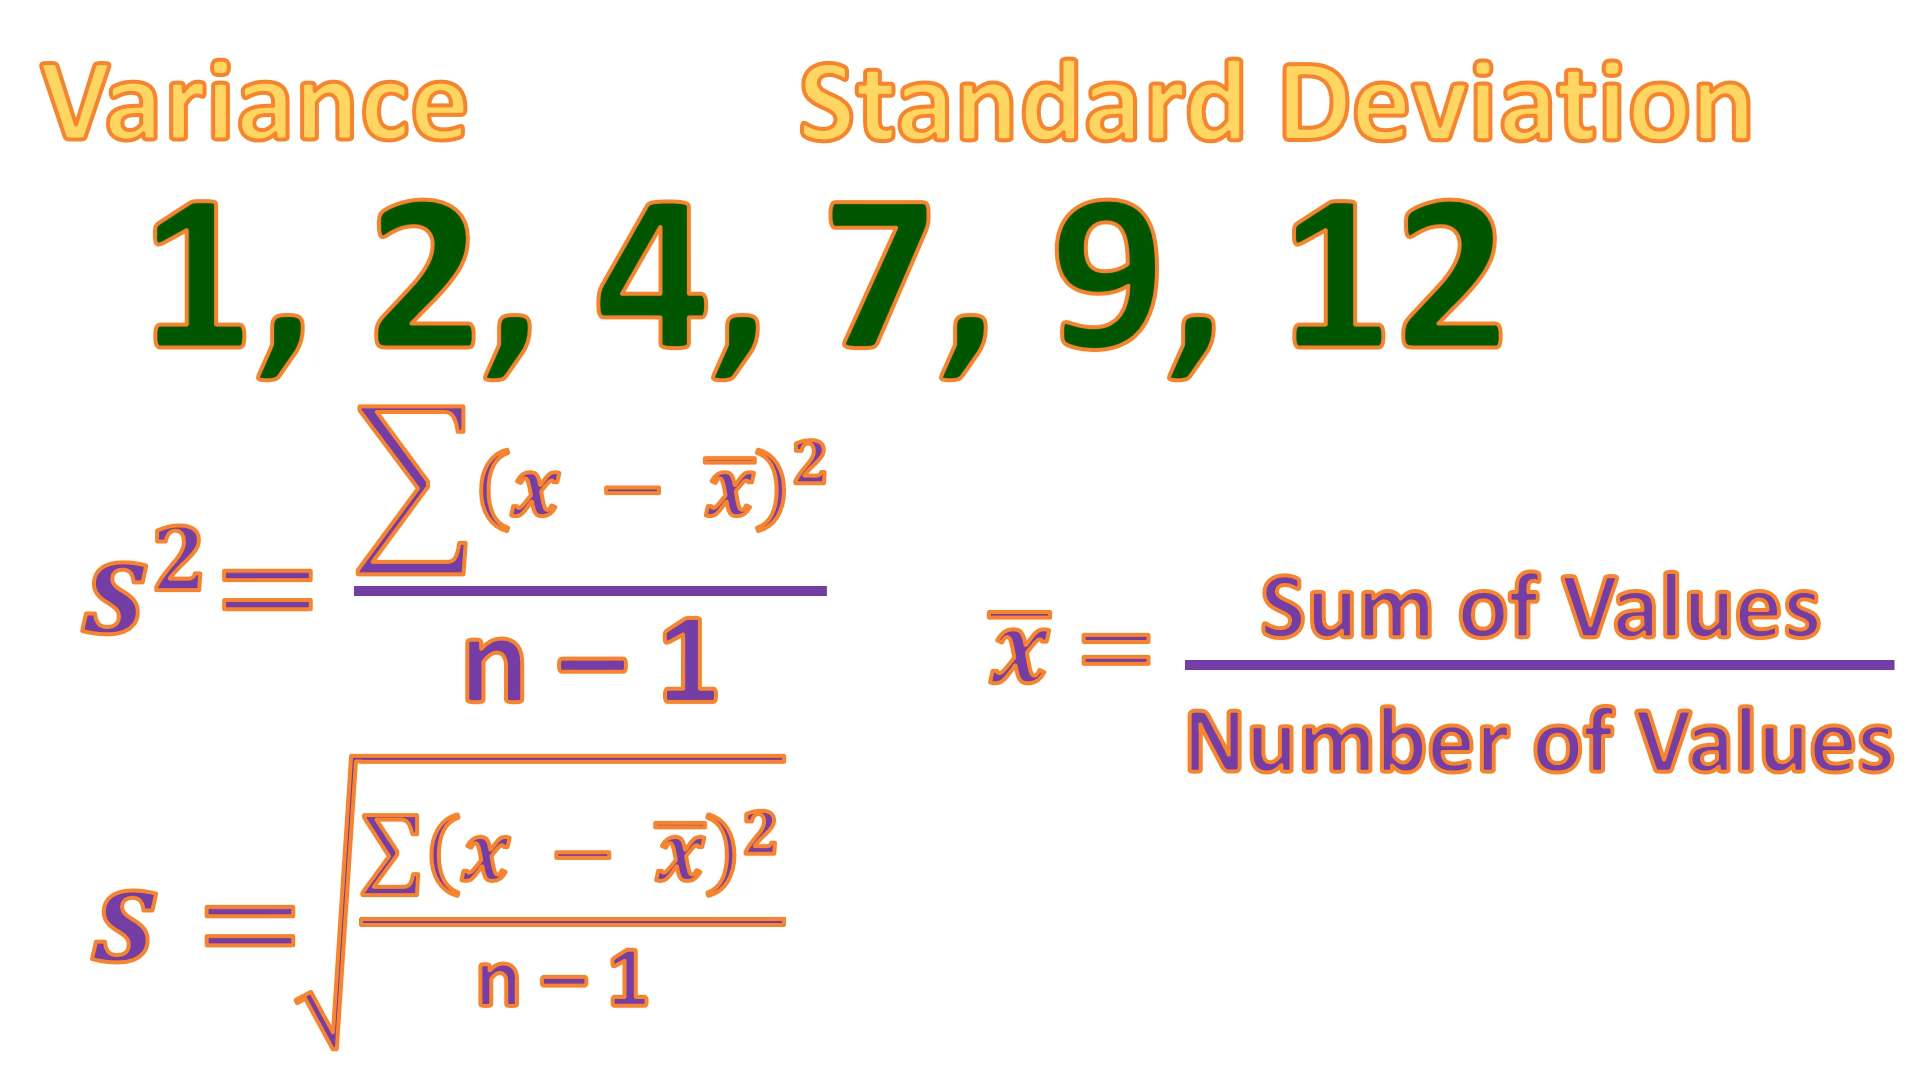 Variance Standard Deviation
1, 2, 4, 7, 9, 12
s² = ∑(x − x̅)² / n – 1
x̅ = Sum of Values / Number of Values
s = √(∑(x − x̅)² / n – 1)